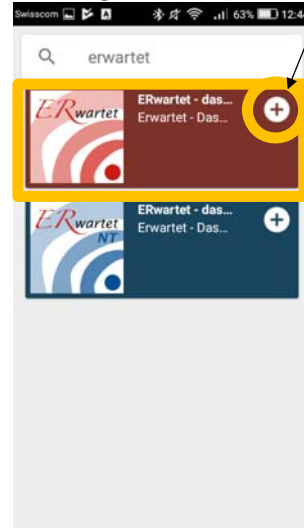 Swisscom 63% 12:4
erwartet
ERwartet
ERwartet - das...
Erwartet - Das...
ERwartet
NT
ERwartet - das...
Erwartet - Das...